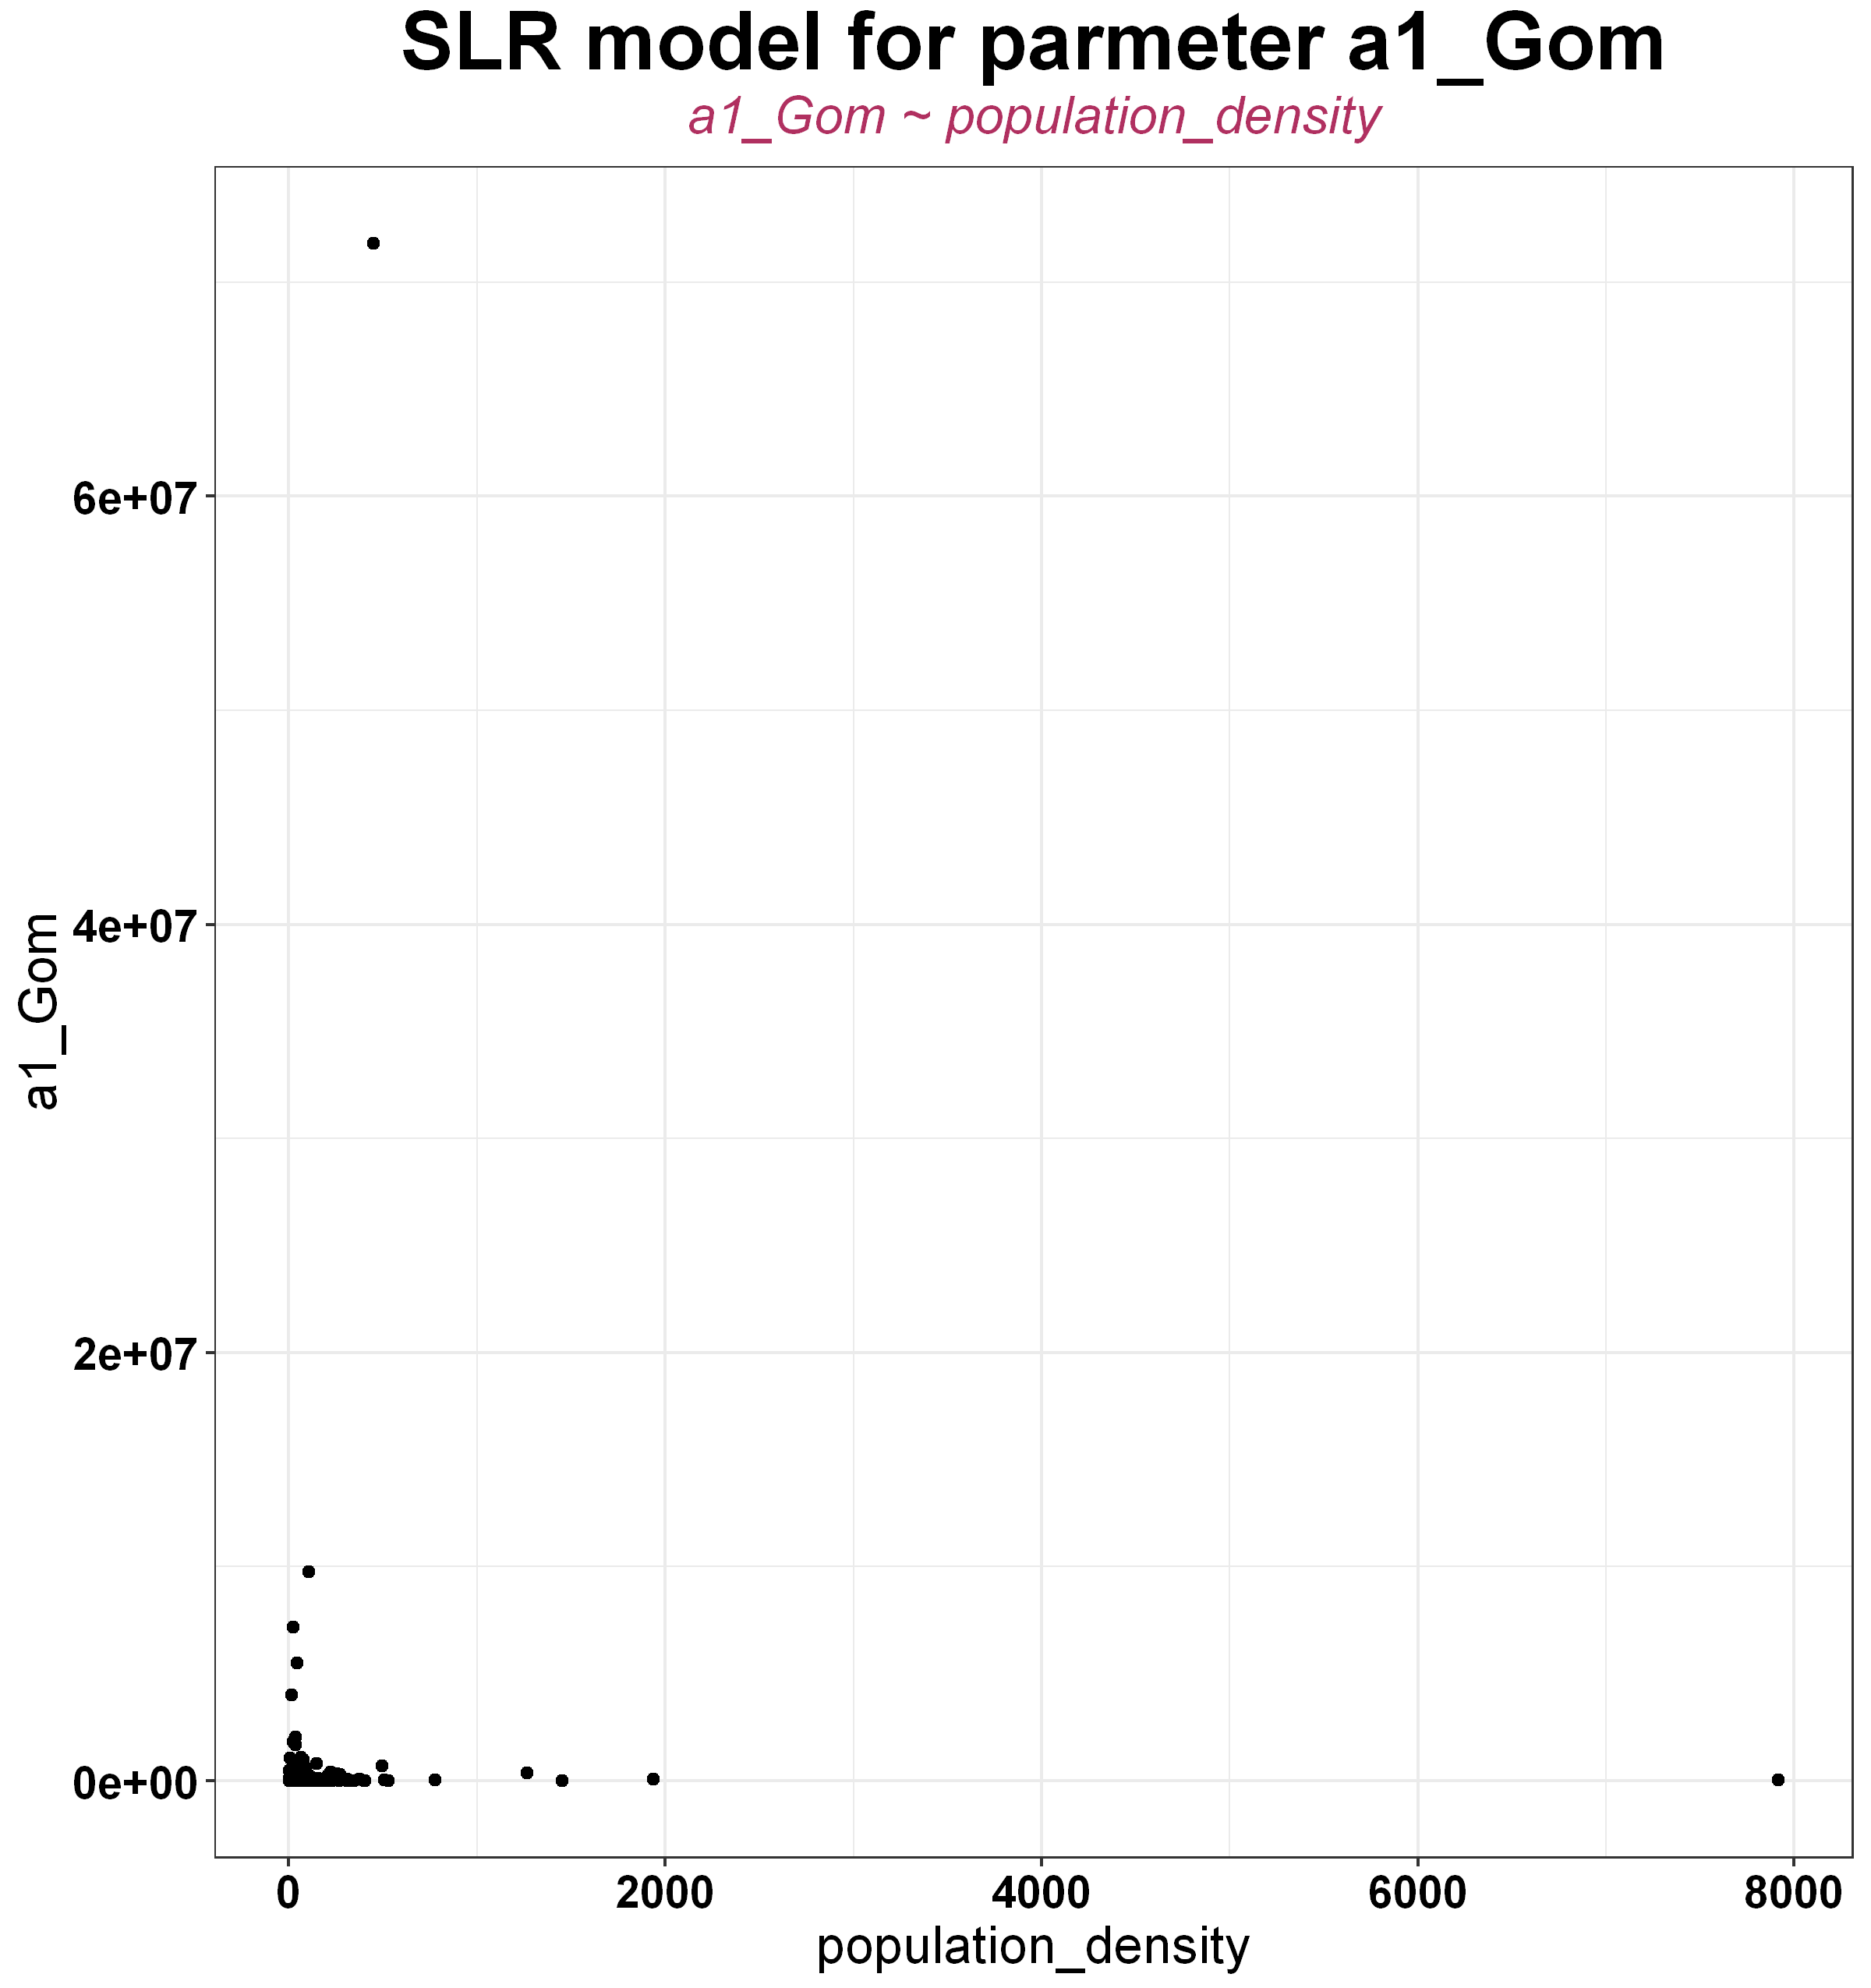 SLR model for parmeter a1_Gom
a1_Gom ~ population_density
6e+07
4e+07
2e+07
0e+00
a1_Gom
0
2000
4000
6000
8000
population_density